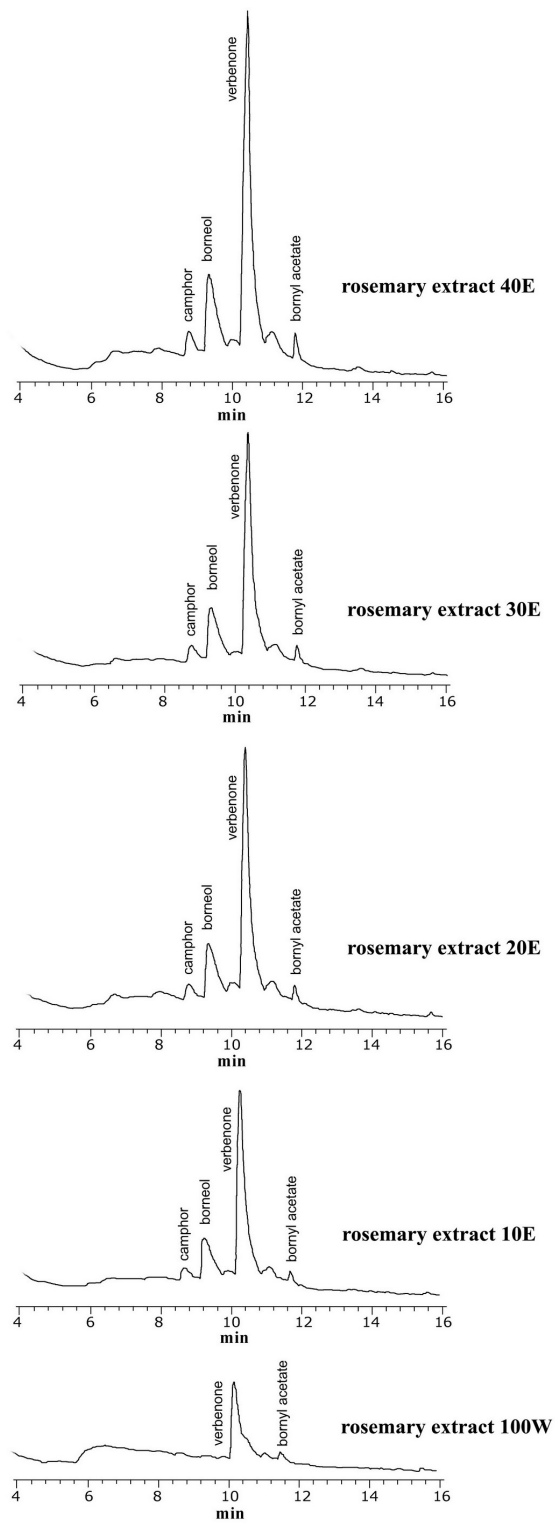 verbenone
borneol
camphor
bornyl acetate
rosemary extract 40E
4 6 8 10 12 14 16
min
verbenone
borneol
camphor
bornyl acetate
rosemary extract 30E
4 6 8 10 12 14 16
min
verbenone
borneol
camphor
bornyl acetate
rosemary extract 20E
4 6 8 10 12 14 16
min
verbenone
borneol
camphor
bornyl acetate
rosemary extract 10E
4 6 8 10 12 14 16
min
verbenone
bornyl acetate
rosemary extract 100W
4 6 8 10 12 14 16
min